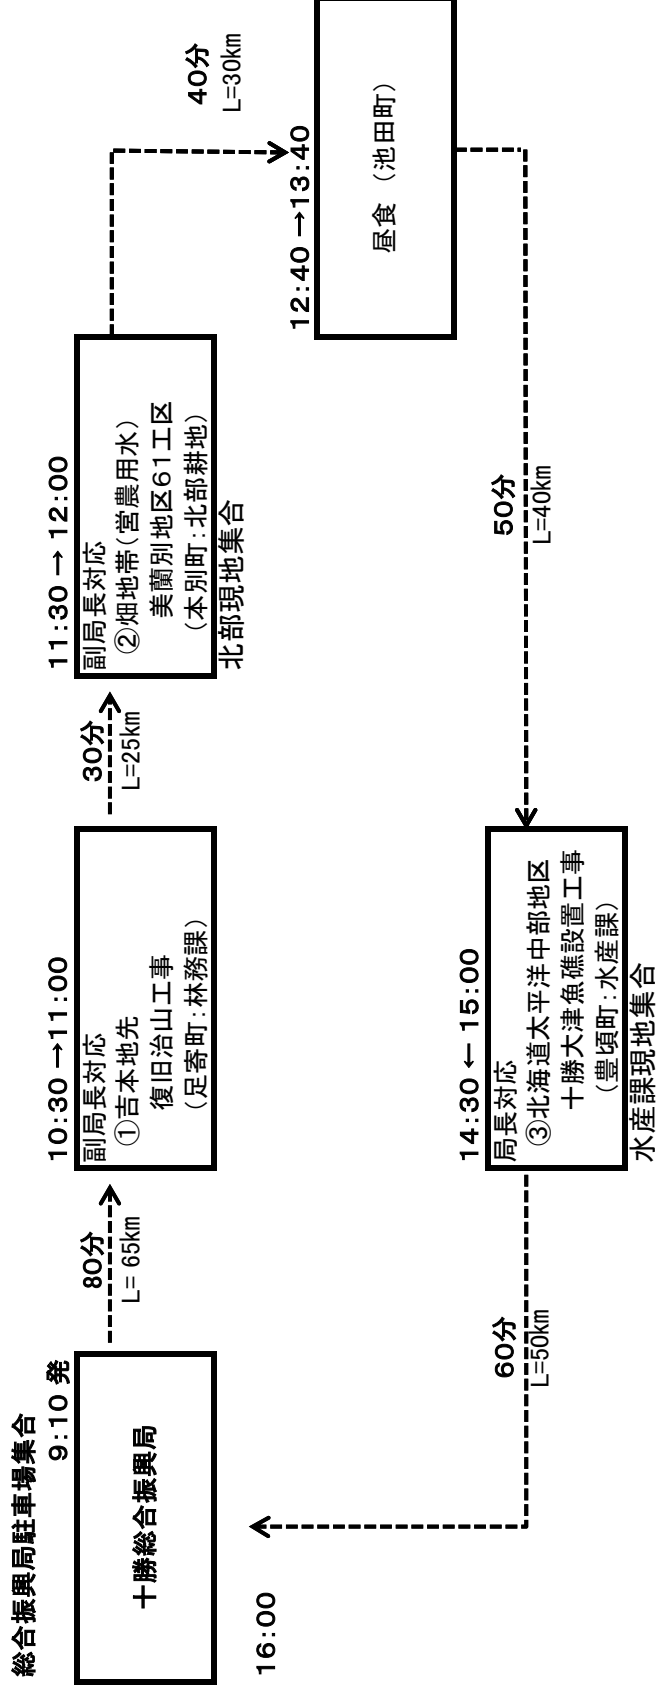 総合振興局駐車場集合
9:10 発
十勝総合振興局
80分
L= 65km
10:30 →11:00
副局長対応
①吉本地先
復旧治山工事
(足寄町:林務課)
30分
L=25km
11:30 → 12:00
副局長対応
②畑地帯(営農用水)
美蘭別地区61工区
(本別町:北部耕地)
北部現地集合
40分
L=30km
12:40 →13:40
昼食 (池田町)
50分
L=40km
14:30 ← 15:00
局長対応
③北海道太平洋中部地区
十勝大津魚礁設置工事
(豊頃町:水産課)
水産課現地集合
60分
L=50km
16:00